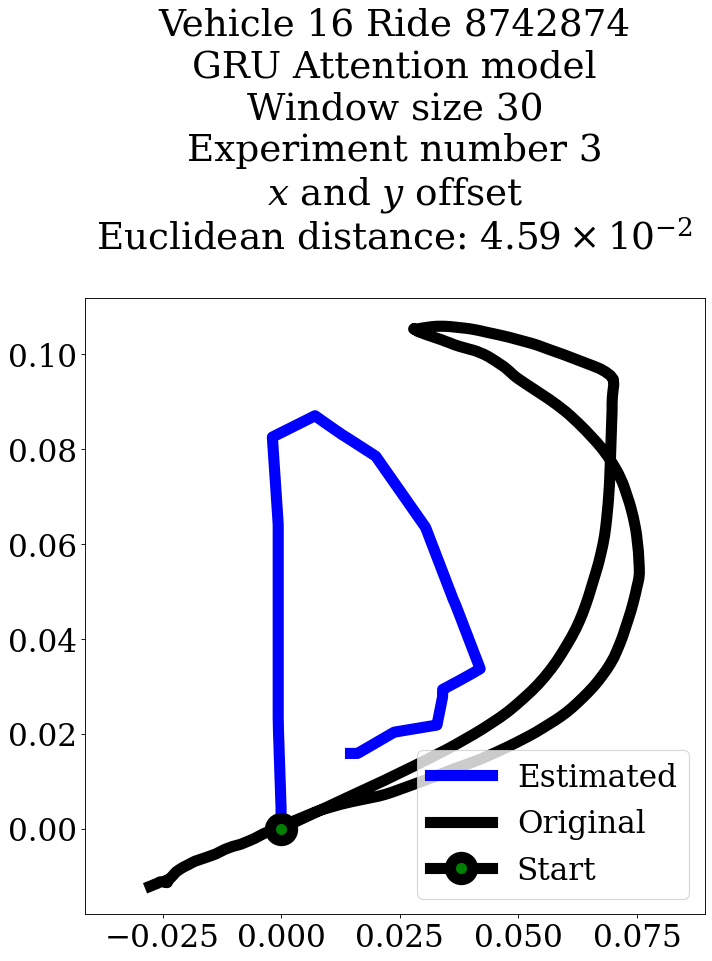 Vehicle 16 Ride 8742874
GRU Attention model
Window size 30
Experiment number 3
x and y offset
Euclidean distance: 4.59 × 10⁻²
0.10
0.08
0.06
0.04
0.02
0.00
Estimated
Original
Start
−0.025 0.000 0.025 0.050 0.075